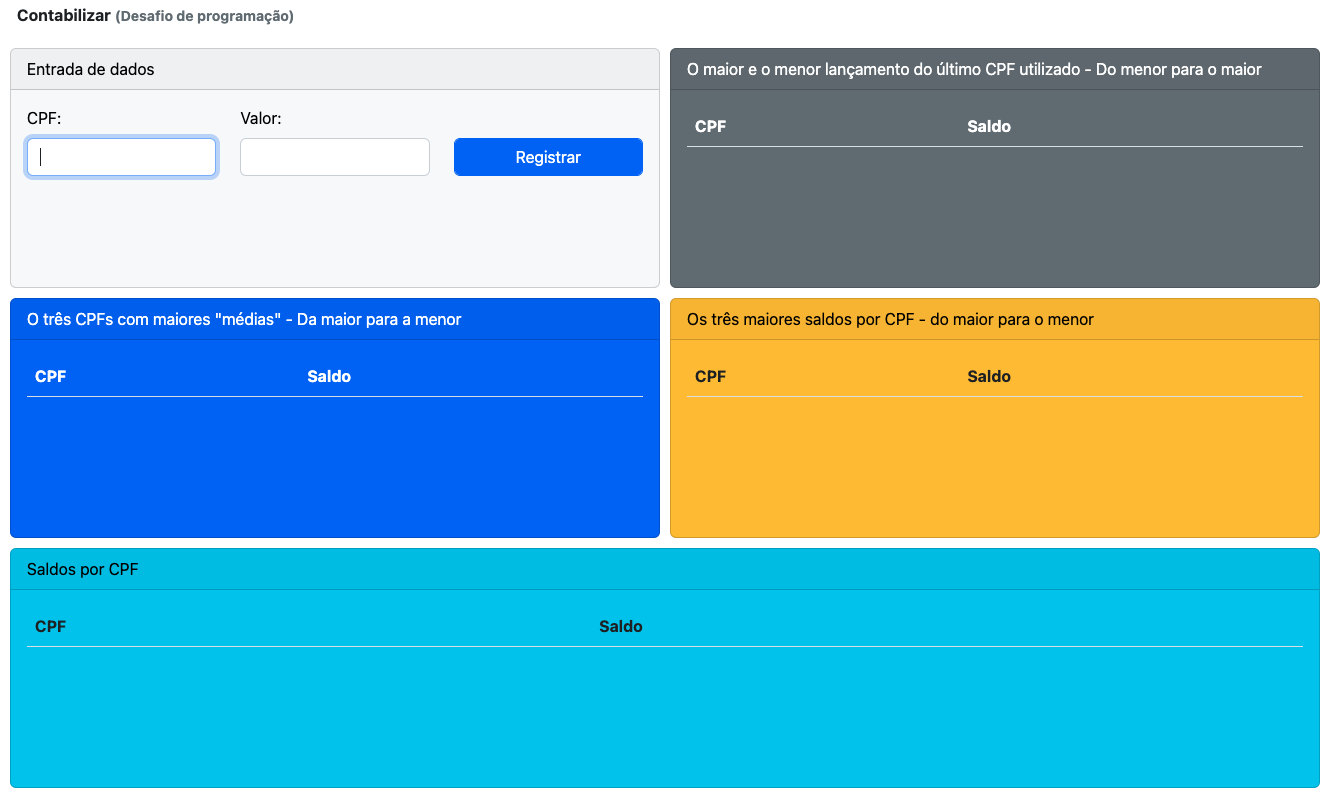 Contabilizar (Desafio de programação)
Entrada de dados
CPF: Valor:
Registrar
O maior e o menor lançamento do último CPF utilizado - Do menor para o maior
CPF Saldo
O três CPFs com maiores "médias" - Da maior para a menor
CPF Saldo
Os três maiores saldos por CPF - do maior para o menor
CPF Saldo
Saldos por CPF
CPF Saldo